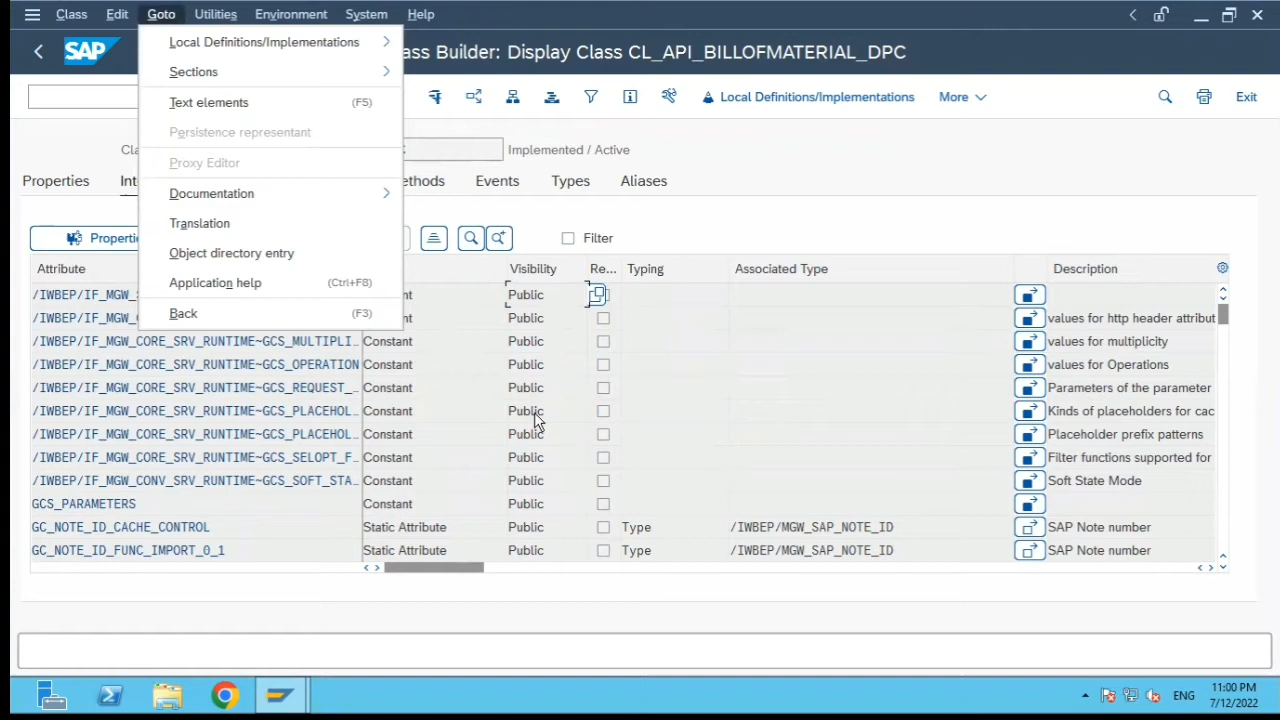 Class Edit Goto Utilities Environment System Help
SAP ass Builder: Display Class CL_API_BILLOFMATERIAL_DPC
Local Definitions/Implementations
Sections
Text elements (F5)
Persistence representant
Proxy Editor
Documentation
Translation
Object directory entry
Application help (Ctrl+F8)
Back (F3)
Local Definitions/Implementations More Exit
Cla Implemented / Active
Properties Int ethods Events Types Aliases
Properti Filter
Attribute Visibility Re... Typing Associated Type Description
/IWBEP/IF_MGW_ nt Public
/IWBEP/IF_MGW_ nt Public values for http header attribut
/IWBEP/IF_MGW_CORE_SRV_RUNTIME~GCS_MULTIPLI… Constant Public values for multiplicity
/IWBEP/IF_MGW_CORE_SRV_RUNTIME~GCS_OPERATION Constant Public values for Operations
/IWBEP/IF_MGW_CORE_SRV_RUNTIME~GCS_REQUEST_… Constant Public Parameters of the parameter
/IWBEP/IF_MGW_CORE_SRV_RUNTIME~GCS_PLACEHOL… Constant Public Kinds of placeholders for cac
/IWBEP/IF_MGW_CORE_SRV_RUNTIME~GCS_PLACEHOL… Constant Public Placeholder prefix patterns
/IWBEP/IF_MGW_CORE_SRV_RUNTIME~GCS_SELOPT_F… Constant Public Filter functions supported for
/IWBEP/IF_MGW_CONV_SRV_RUNTIME~GCS_SOFT_STA… Constant Public Soft State Mode
GCS_PARAMETERS Constant Public
GC_NOTE_ID_CACHE_CONTROL Static Attribute Public Type /IWBEP/MGW_SAP_NOTE_ID SAP Note number
GC_NOTE_ID_FUNC_IMPORT_0_1 Static Attribute Public Type /IWBEP/MGW_SAP_NOTE_ID SAP Note number
ENG 11:00 PM
7/12/2022